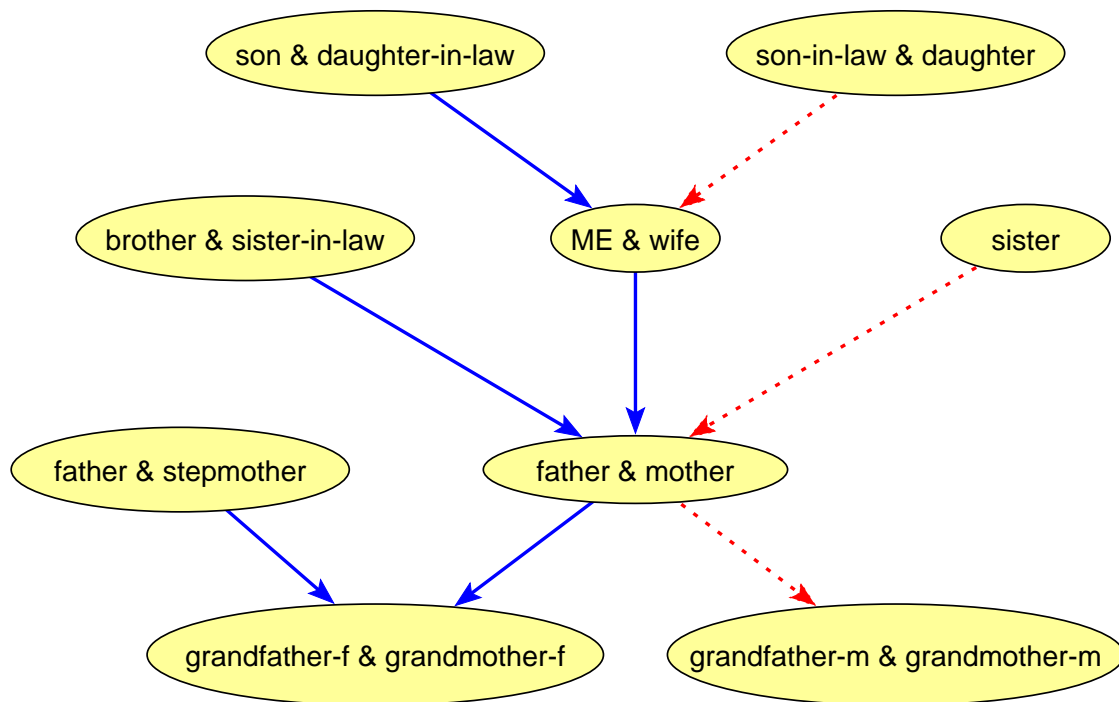 son & daughter-in-law
son-in-law & daughter
brother & sister-in-law
ME & wife
sister
father & stepmother
father & mother
grandfather-f & grandmother-f
grandfather-m & grandmother-m